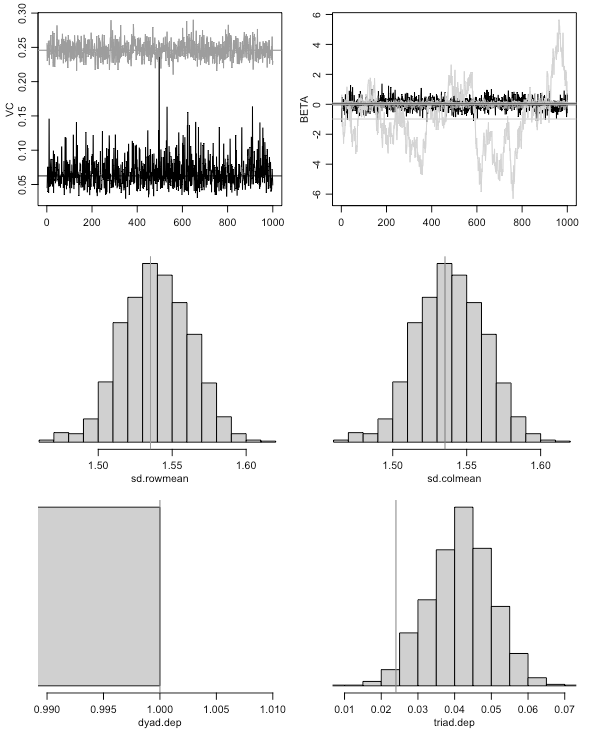 VC
0.05 0.10 0.15 0.20 0.25 0.30
0 200 400 600 800 1000
BETA
-6 -4 -2 0 2 4 6
0 200 400 600 800 1000
1.50 1.55 1.60
sd.rowmean
1.50 1.55 1.60
sd.colmean
0.990 0.995 1.000 1.005 1.010
dyad.dep
0.01 0.02 0.03 0.04 0.05 0.06 0.07
triad.dep